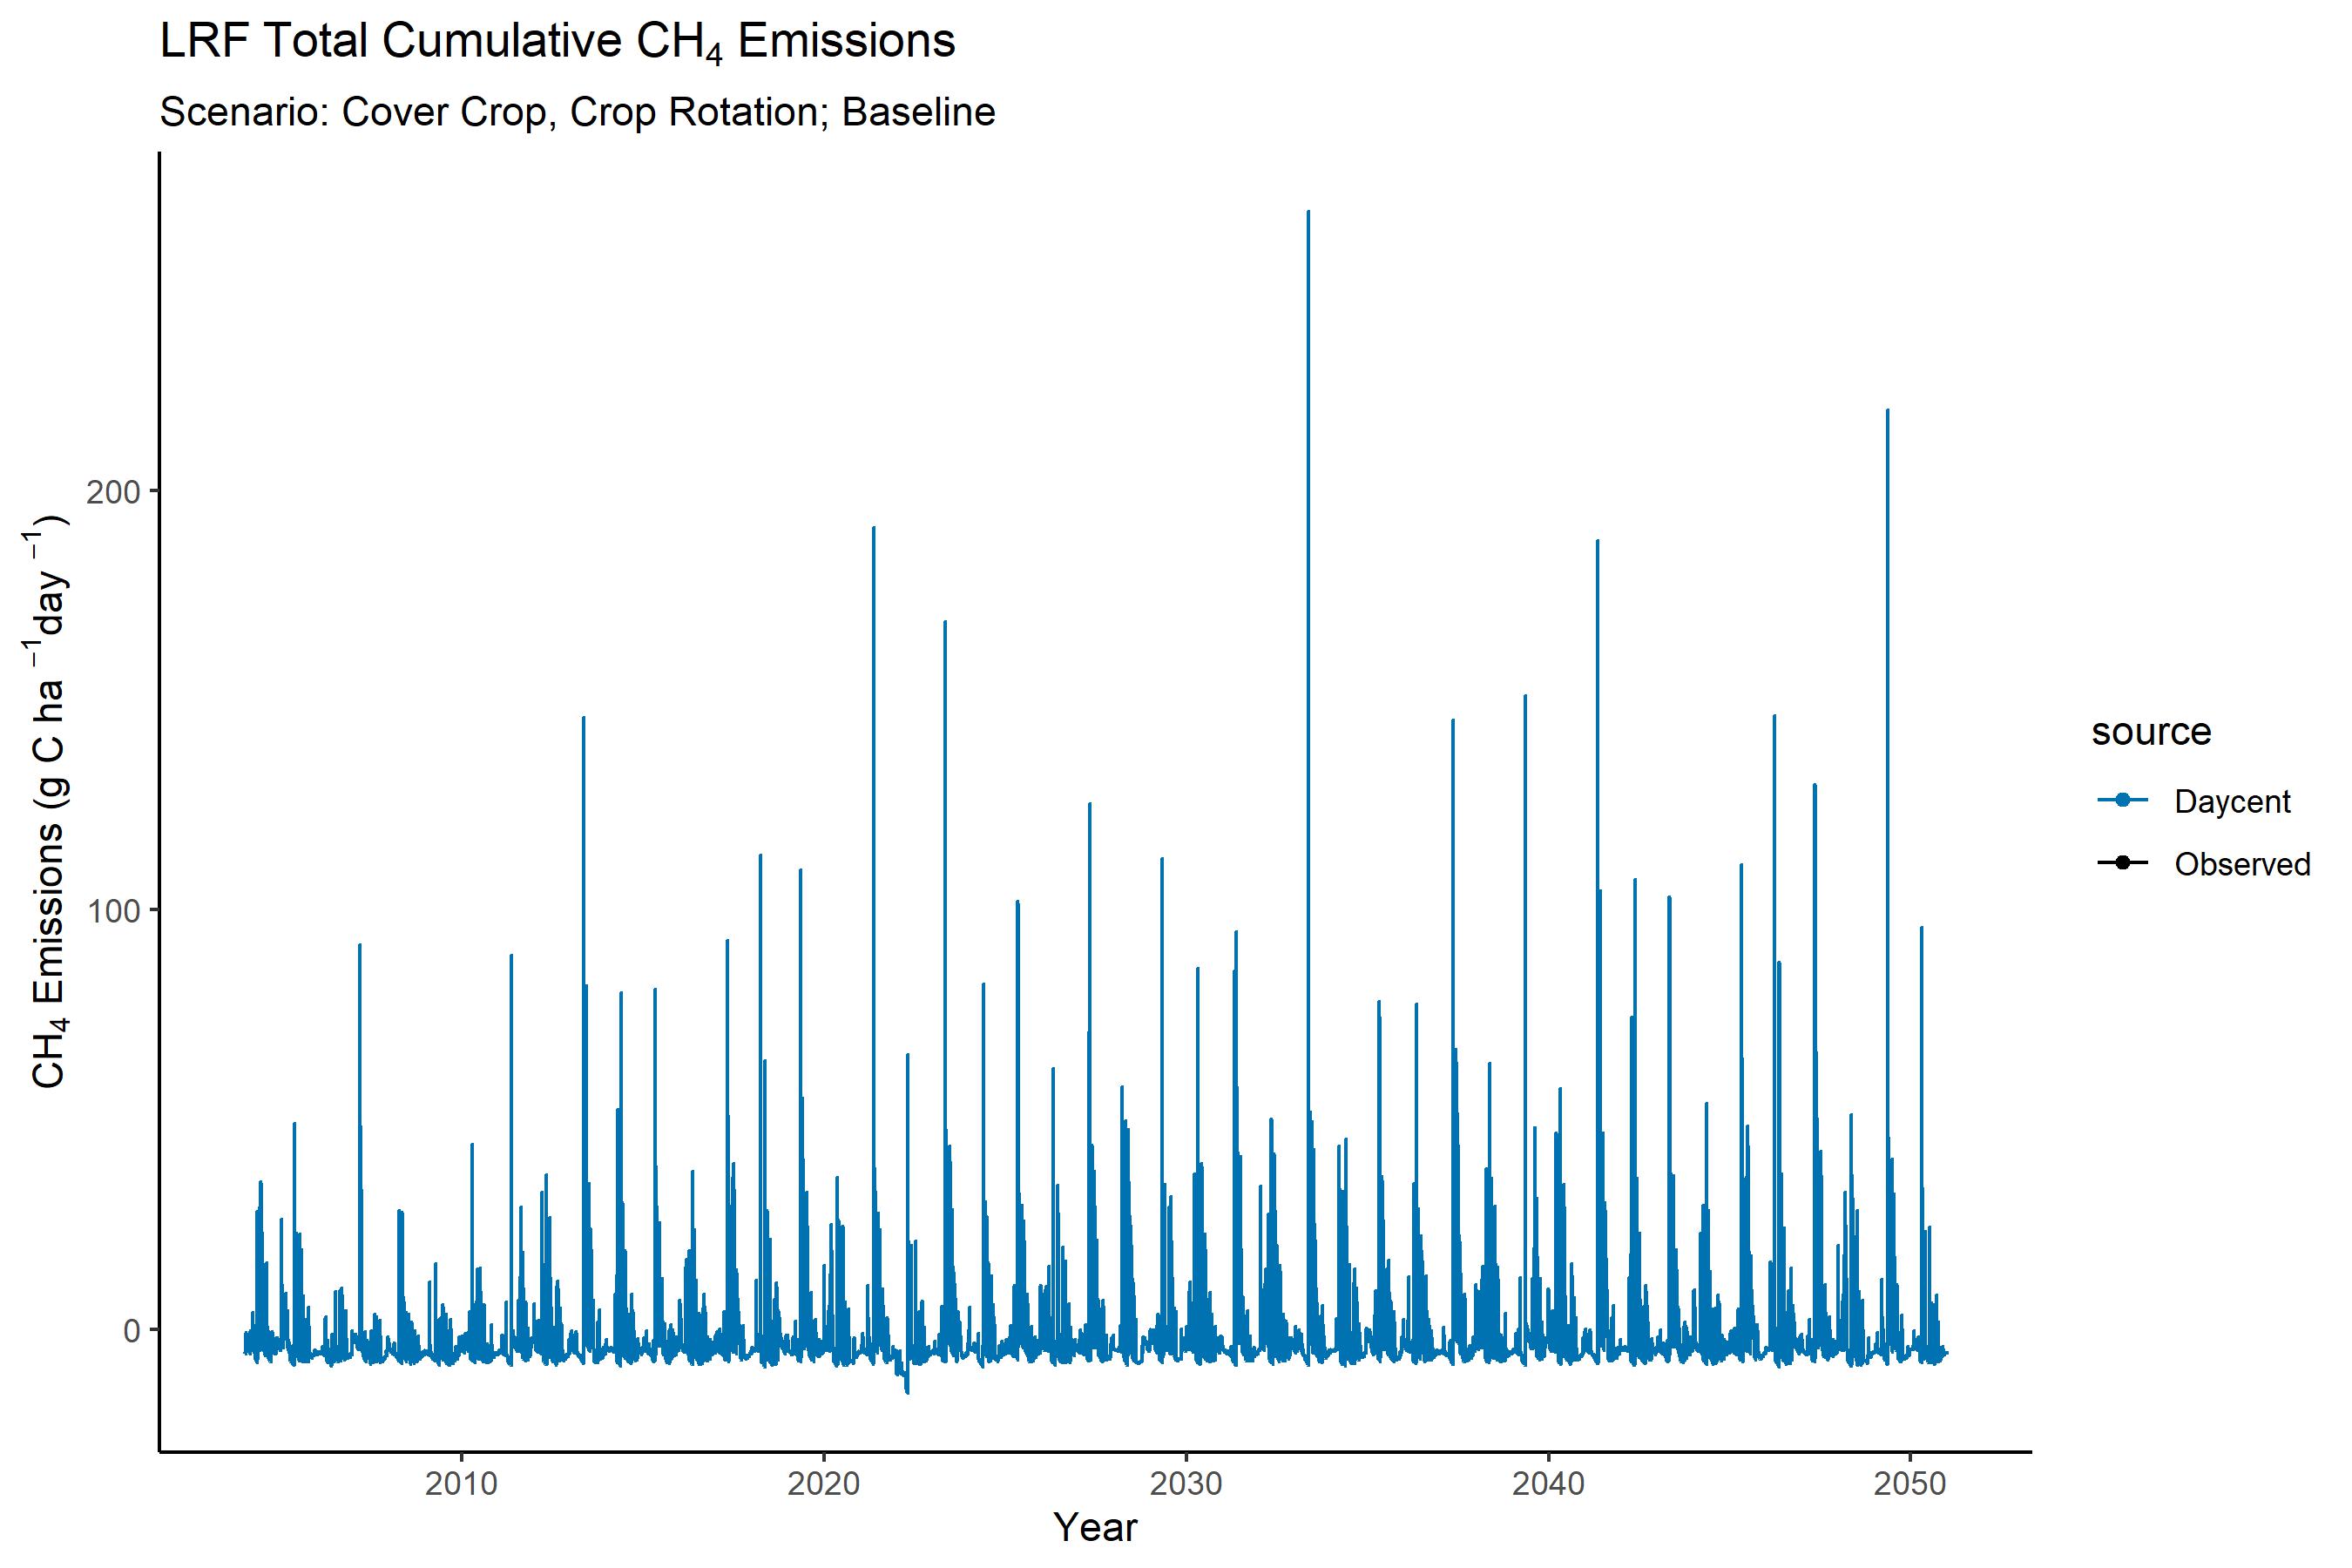 LRF Total Cumulative CH₄ Emissions
Scenario: Cover Crop, Crop Rotation; Baseline
CH₄ Emissions (g C ha ⁻¹day ⁻¹)
200
100
0
2010 2020 2030 2040 2050
Year
source
Daycent
Observed